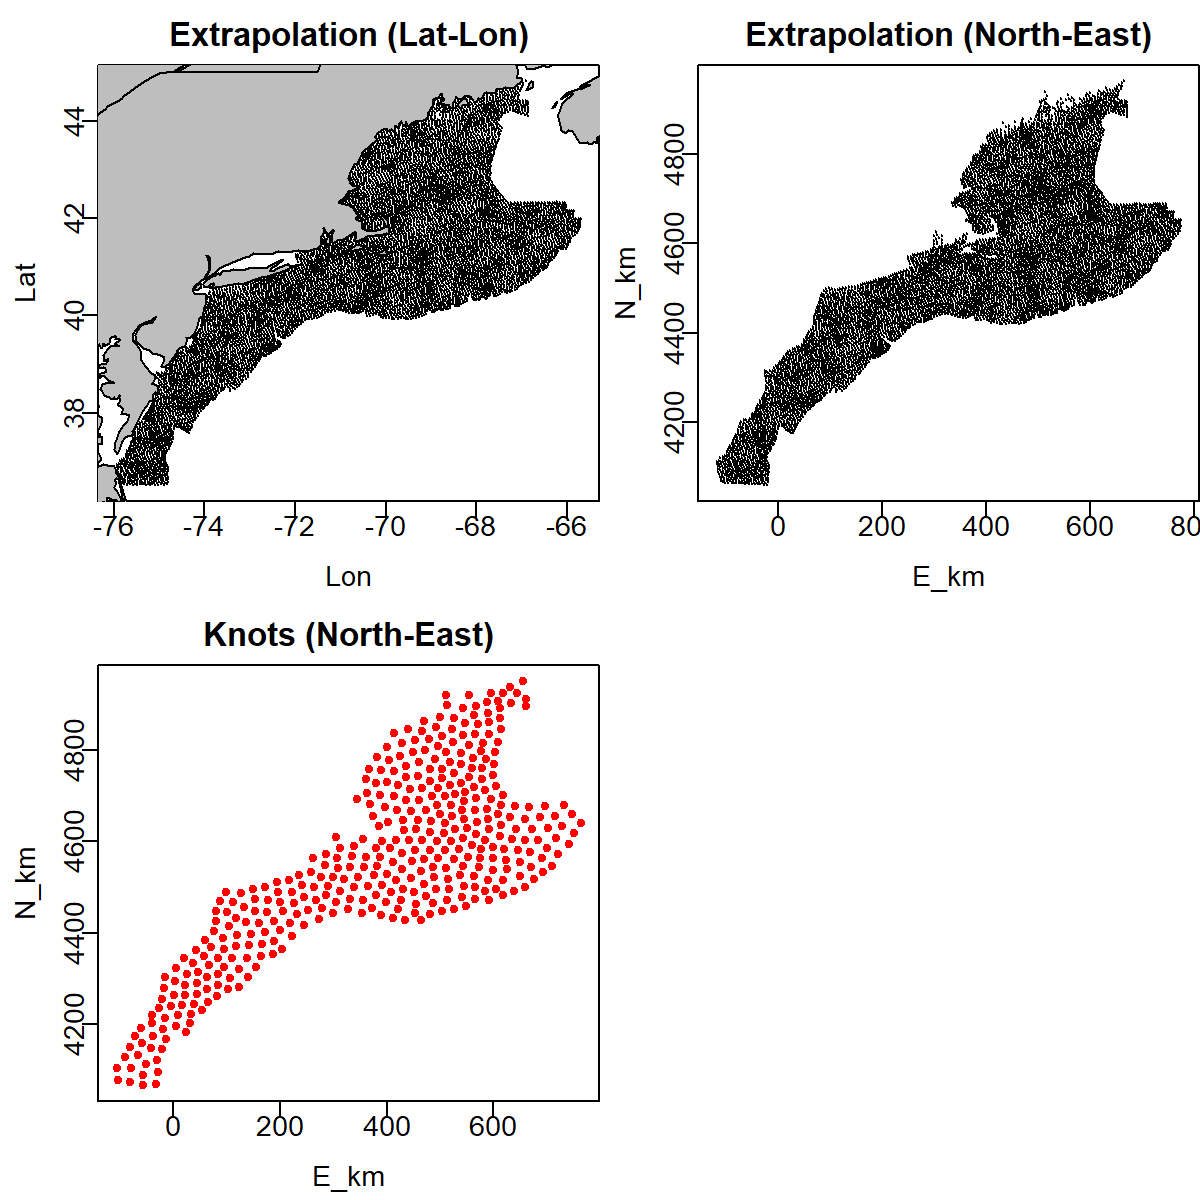 Extrapolation (Lat-Lon)
Lat
44
42
40
38
-76 -74 -72 -70 -68 -66
Lon
Extrapolation (North-East)
N_km
4800
4600
4400
4200
0 200 400 600 80
E_km
Knots (North-East)
N_km
4800
4600
4400
4200
0 200 400 600
E_km